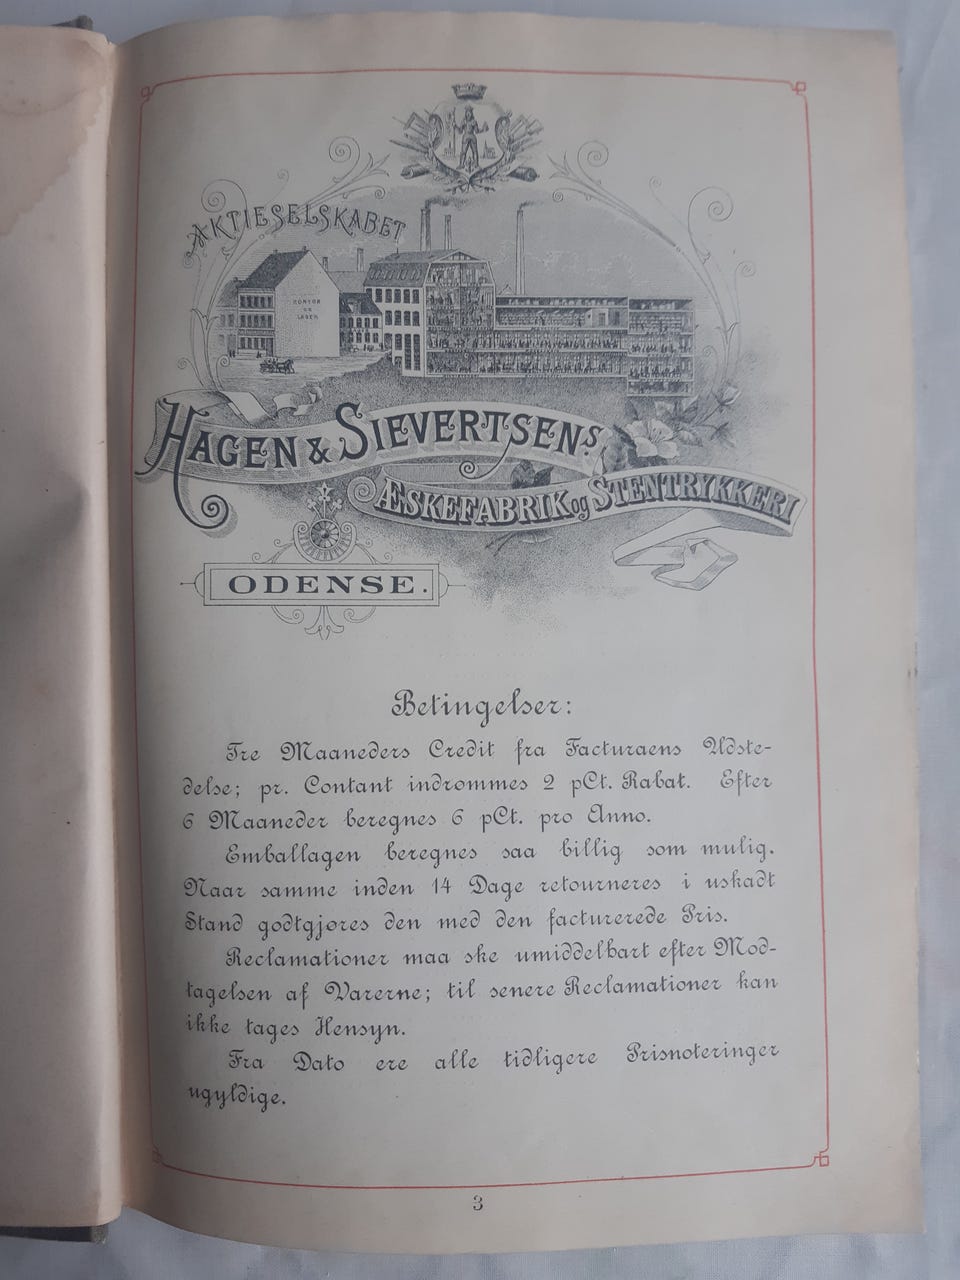 AKTIESELSKABET
KONTOR
OG
LAGER
HAGEN & SIEVERTSENS
ÆSKEFABRIK og STENTRYKKERI
ODENSE.
Betingelser:
Tre Maaneders Credit fra Facturaens Udste-
delse; pr. Contant indrommes 2 pCt. Rabat. Efter
6 Maaneder beregnes 6 pCt. pro Anno.
Emballagen beregnes saa billig som mulig.
Naar samme inden 14 Dage retourneres i uskadt
Stand godtgjores den med den facturerede Pris.
Reclamationer maa ske umiddelbart efter Mod-
tagelsen af Varerne; til senere Reclamationer kan
ikke tages Hensyn.
Fra Dato ere alle tidligere Prisnoteringer
ugyldige.
3